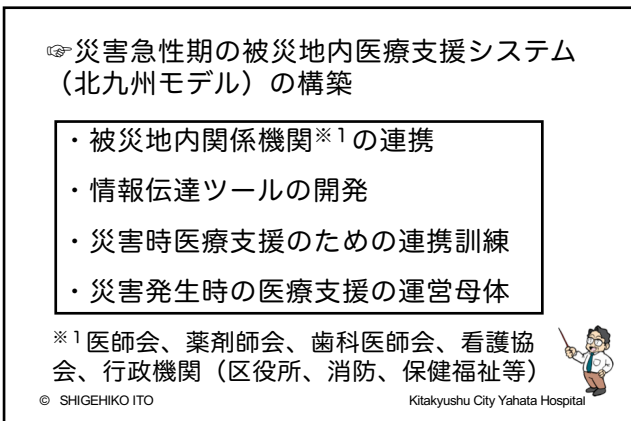 ☞災害急性期の被災地内医療支援システム
（北九州モデル）の構築
・被災地内関係機関※1の連携
・情報伝達ツールの開発
・災害時医療支援のための連携訓練
・災害発生時の医療支援の運営母体
※1医師会、薬剤師会、歯科医師会、看護協
会、行政機関（区役所、消防、保健福祉等）
© SHIGEHIKO ITO
Kitakyushu City Yahata Hospital